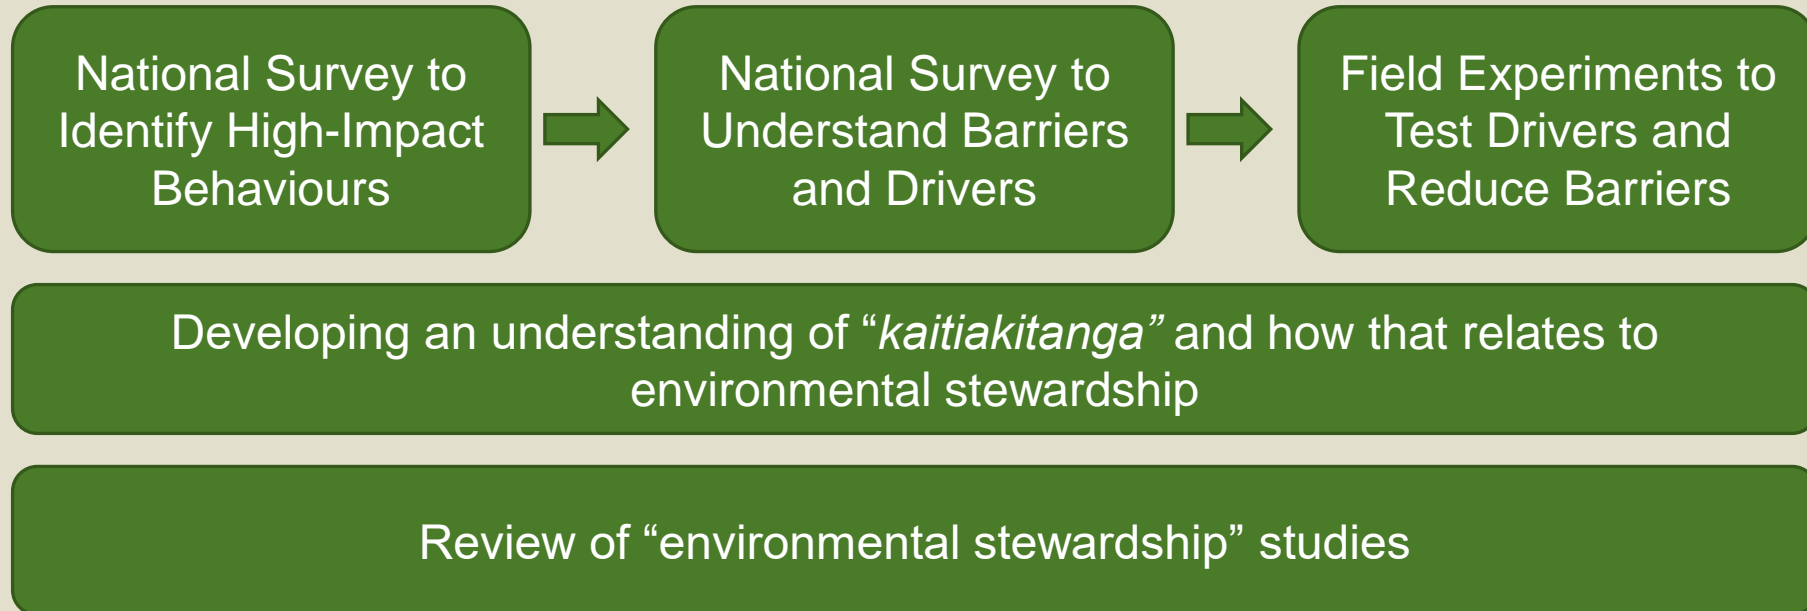 National Survey to
Identify High-Impact
Behaviours
National Survey to
Understand Barriers
and Drivers
Field Experiments to
Test Drivers and
Reduce Barriers
Developing an understanding of “kaitiakitanga” and how that relates to
environmental stewardship
Review of “environmental stewardship” studies